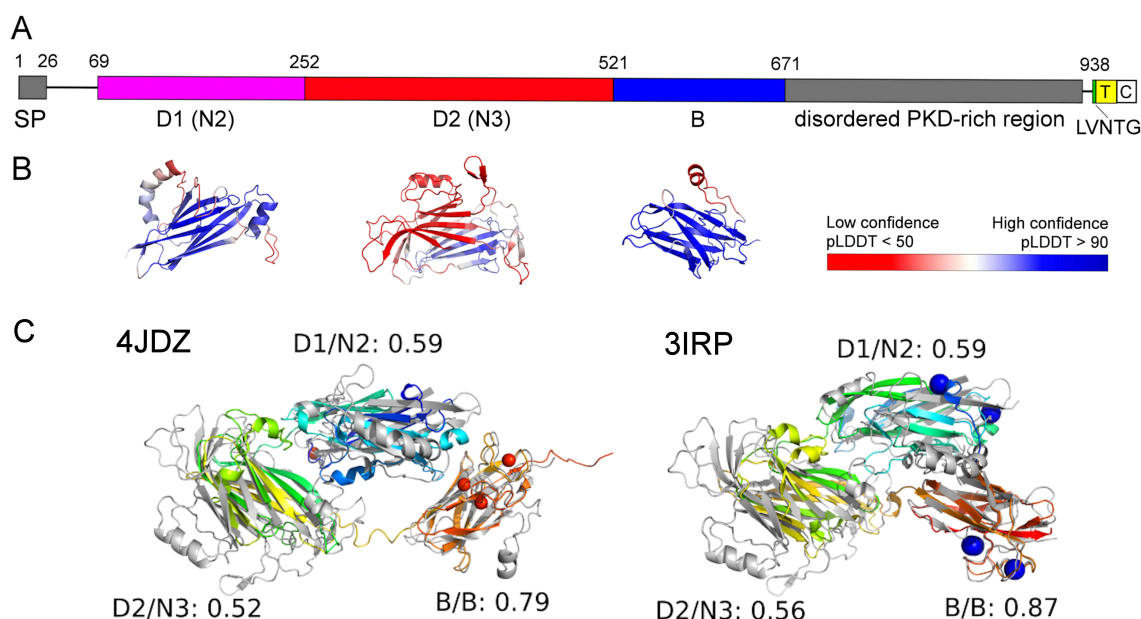 A
1 26 69 252 521 671 938
T C
SP D1 (N2) D2 (N3) B disordered PKD-rich region LVNTG
B
Low confidence High confidence
pLDDT < 50 pLDDT > 90
C
4JDZ D1/N2: 0.59 3IRP D1/N2: 0.59
D2/N3: 0.52 B/B: 0.79 D2/N3: 0.56 B/B: 0.87